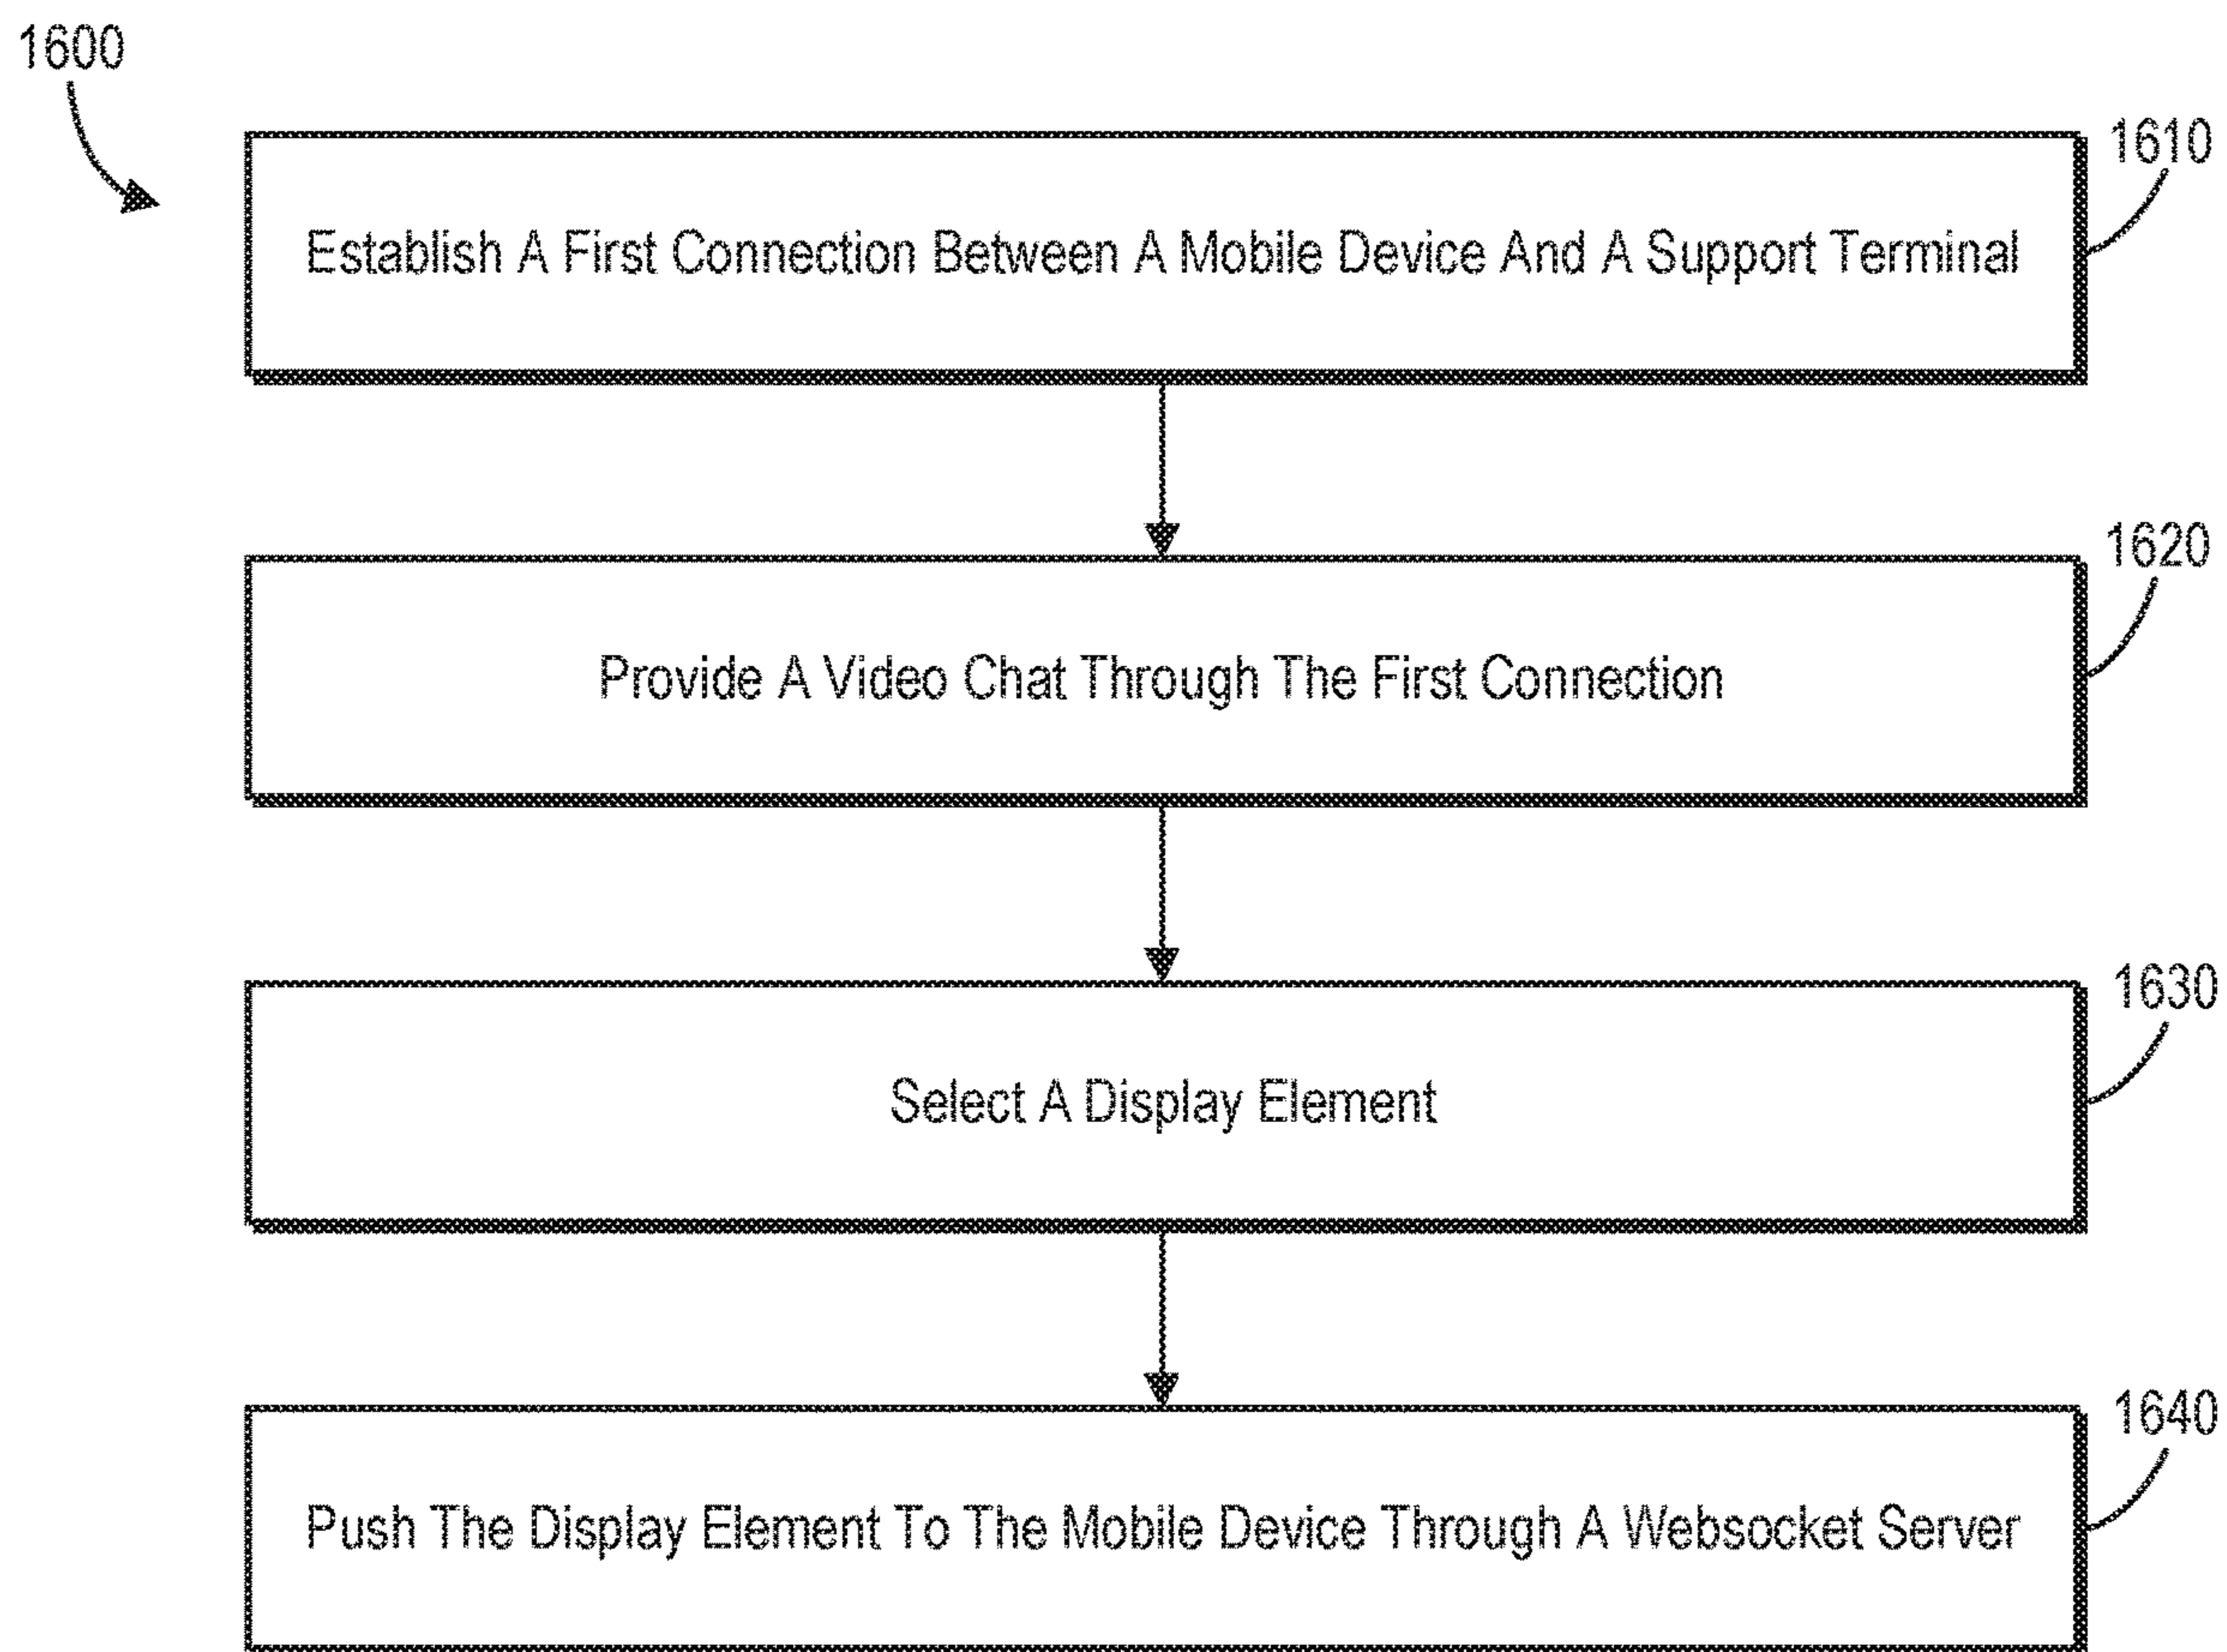 1600
1610
Establish A First Connection Between A Mobile Device And A Support Terminal
1620
Provide A Video Chat Through The First Connection
1630
Select A Display Element
1640
Push The Display Element To The Mobile Device Through A Websocket Server